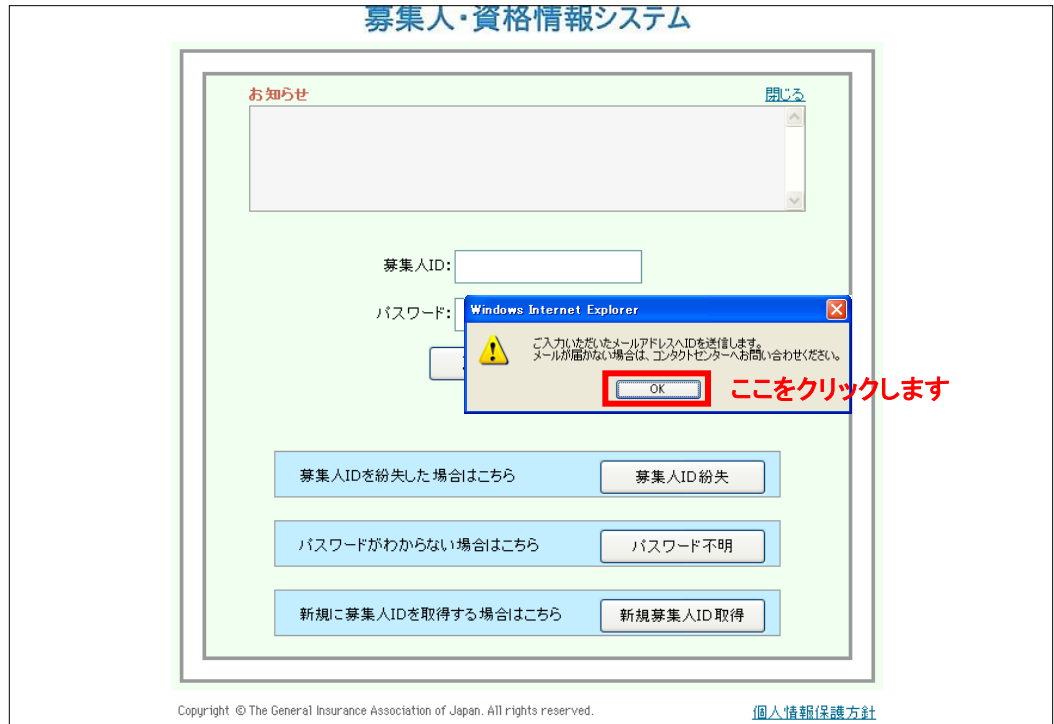 募集人・資格情報システム
お知らせ
閉じる
募集人ID:
パスワード:
Windows Internet Explorer
ご入力いただいたメールアドレスへIDを送信します。
メールが届かない場合は、コンタクトセンターへお問い合わせください。
OK
ここをクリックします
募集人IDを紛失した場合はこちら
募集人ID紛失
パスワードがわからない場合はこちら
パスワード不明
新規に募集人IDを取得する場合はこちら
新規募集人ID取得
Copyright © The General Insurance Association of Japan. All rights reserved.
個人情報保護方針